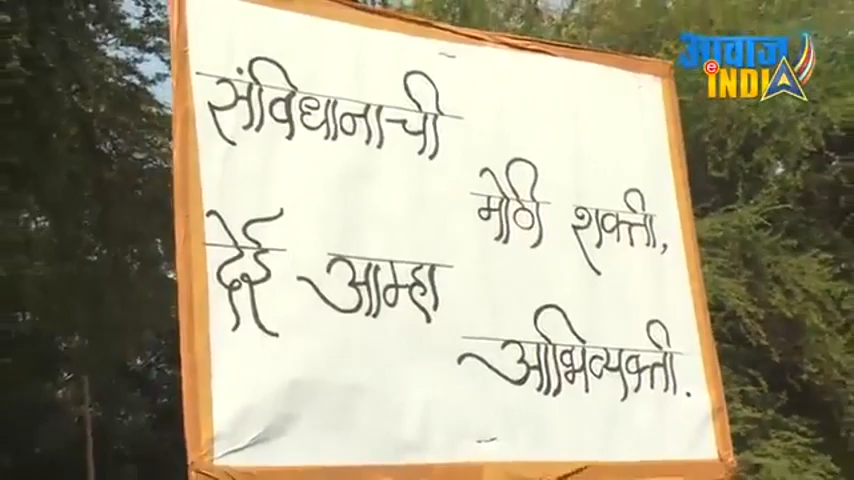 संविधानाची
मोठी शक्ती,
देई आम्हा
अभिव्यक्ती.
आवाज
e
INDIA